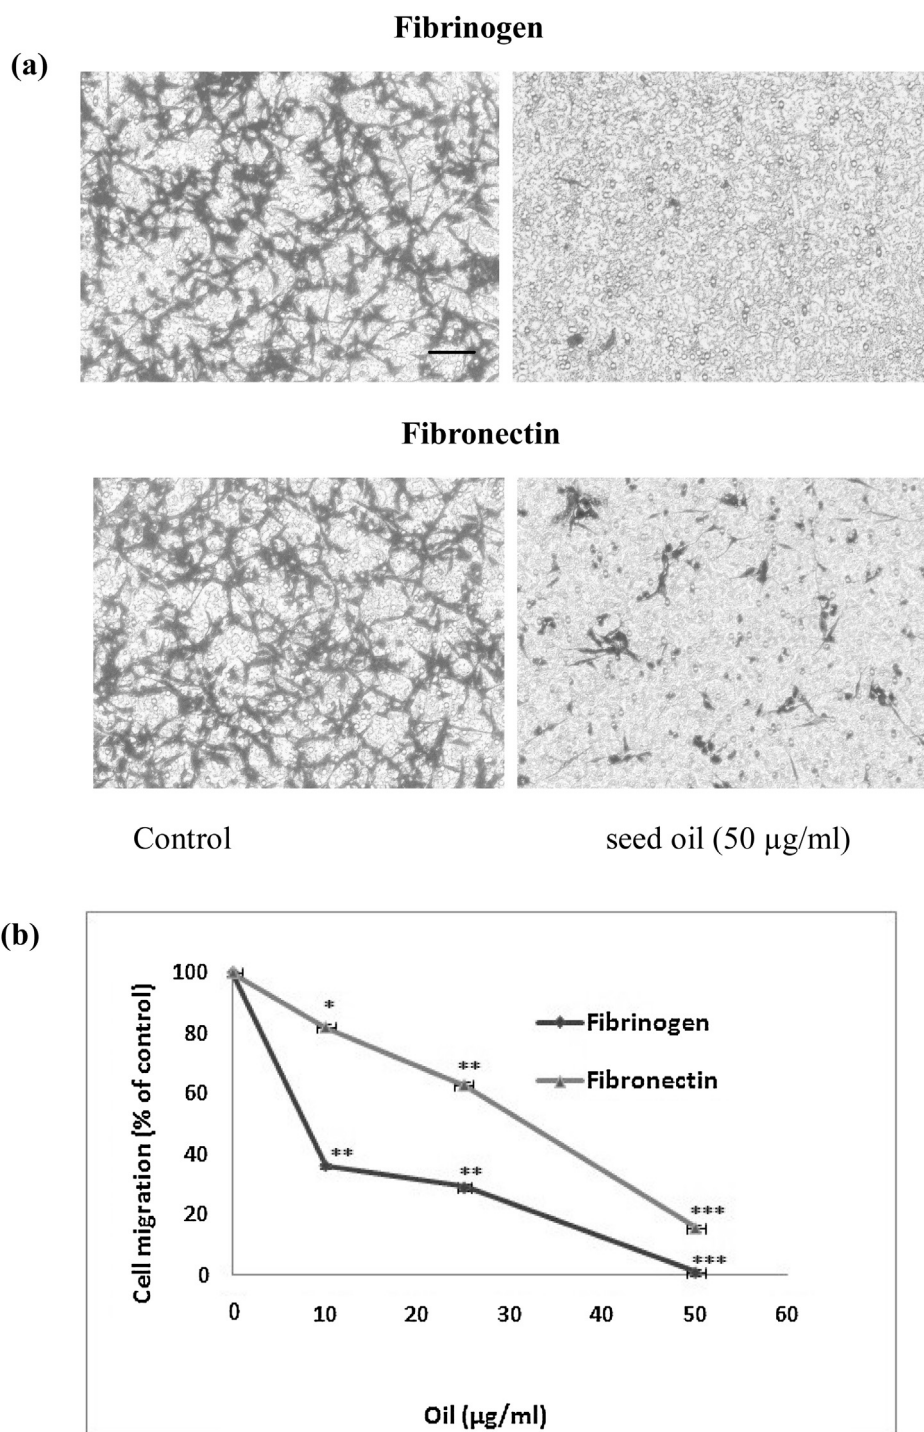 Fibrinogen
(a)
Fibronectin
Control seed oil (50 µg/ml)
(b)
Cell migration (% of control)
100
80
60
40
20
0
* 
**
**
**
***
***
Fibrinogen
Fibronectin
0 10 20 30 40 50 60
Oil (µg/ml)